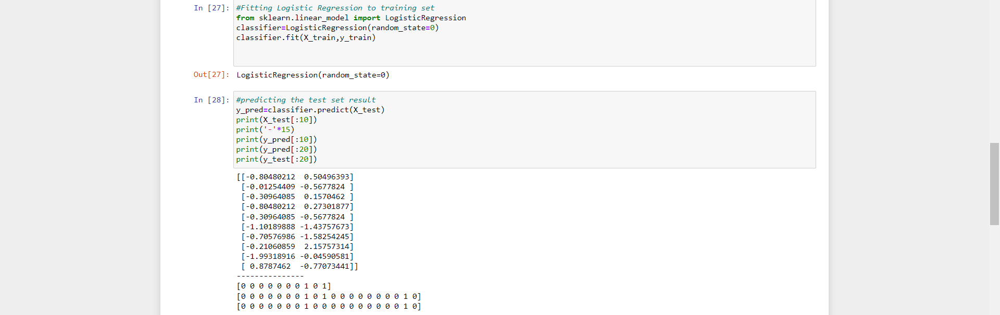 In [27]: #Fitting Logistic Regression to training set
from sklearn.linear_model import LogisticRegression
classifier=LogisticRegression(random_state=0)
classifier.fit(X_train,y_train)
Out[27]: LogisticRegression(random_state=0)
In [28]: #predicting the test set result
y_pred=classifier.predict(X_test)
print(X_test[:10])
print('-'*15)
print(y_pred[:10])
print(y_pred[:20])
print(y_test[:20])
[[-0.80480212  0.50496393]
 [-0.01254409 -0.5677824 ]
 [-0.30964085  0.1570462 ]
 [-0.80480212  0.27301877]
 [-0.30964085 -0.5677824 ]
 [-1.10189888 -1.43757673]
 [-0.70576986 -1.58254245]
 [-0.21060859  2.15757314]
 [-1.99318916 -0.04590581]
 [ 0.8787462  -0.77073441]]
---------------
[0 0 0 0 0 0 0 1 0 1]
[0 0 0 0 0 0 0 1 0 1 0 0 0 0 0 0 0 0 1 0]
[0 0 0 0 0 0 0 1 0 0 0 0 0 0 0 0 0 0 1 0]